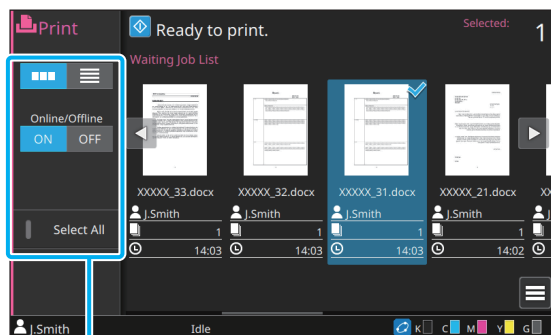 Print
Ready to print.
Selected:
1
Waiting Job List
Online/Offline
ON OFF
Select All
XXXXX_33.docx XXXXX_32.docx XXXXX_31.docx XXXXX_21.docx XX
J.Smith J.Smith J.Smith J.Smith
1 1 1 1
14:03 14:03 14:03 14:02
J.Smith Idle K C M Y G